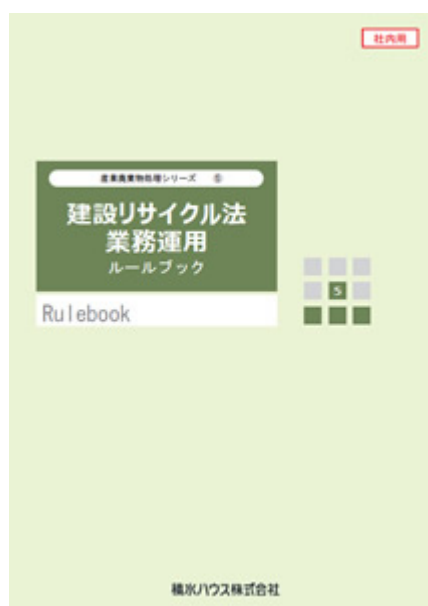 社内用
産業廃棄物処理シリーズ ⑤
建設リサイクル法
業務運用
ルールブック
5
Rulebook
積水ハウス株式会社